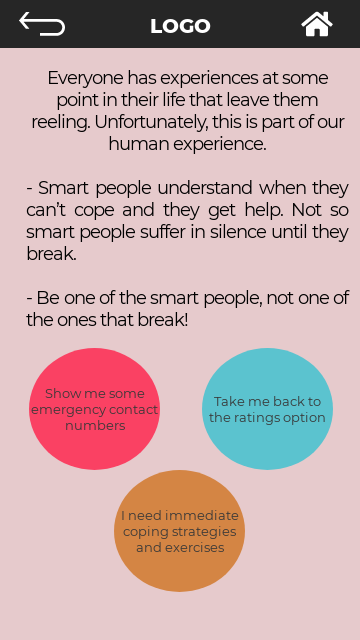 LOGO
Everyone has experiences at some
point in their life that leave them
reeling. Unfortunately, this is part of our
human experience.
- Smart people understand when they
can't cope and they get help. Not so
smart people suffer in silence until they
break.
- Be one of the smart people, not one of
the ones that break!
Show me some
emergency contact
numbers
Take me back to
the ratings option
I need immediate
coping strategies
and exercises